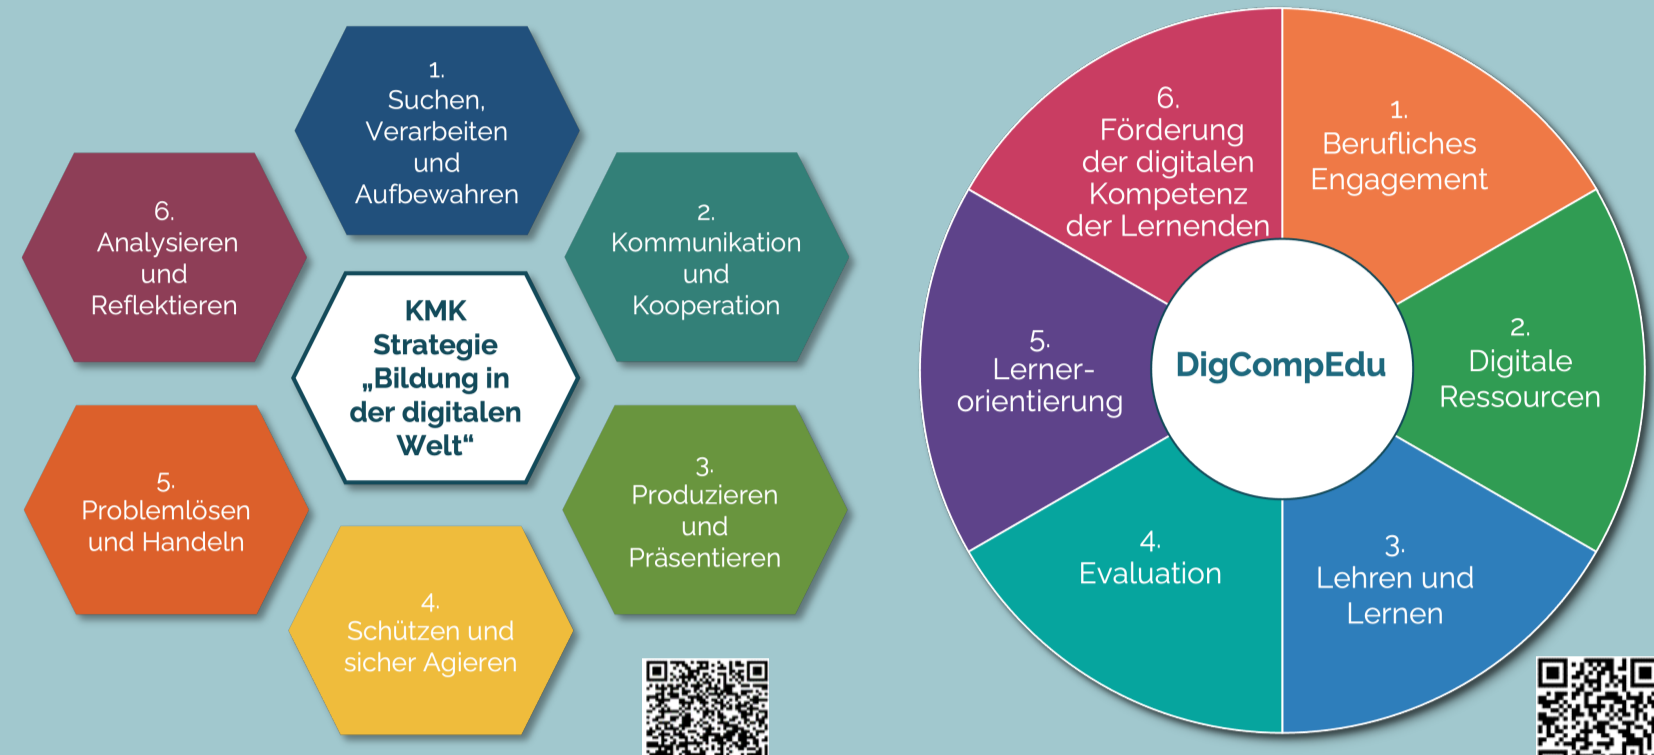 1.
Suchen,
Verarbeiten
und
Aufbewahren
2.
Kommunikation
und
Kooperation
3.
Produzieren
und
Präsentieren
4.
Schützen und
sicher Agieren
5.
Problemlösen
und Handeln
6.
Analysieren
und
Reflektieren
KMK
Strategie
„Bildung in
der digitalen
Welt“
1.
Berufliches
Engagement
2.
Digitale
Ressourcen
3.
Lehren und
Lernen
4.
Evaluation
5.
Lerner-
orientierung
6.
Förderung
der digitalen
Kompetenz
der Lernenden
DigCompEdu